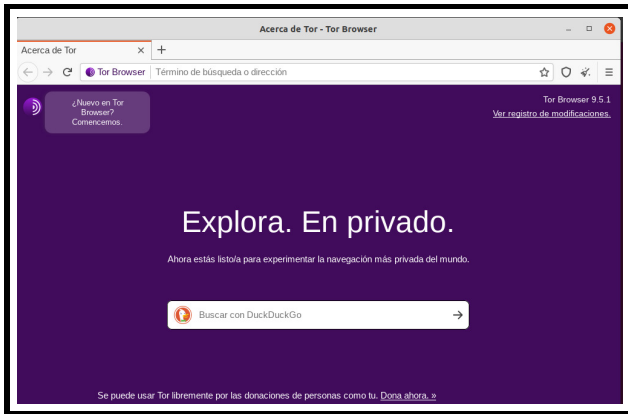 Acerca de Tor - Tor Browser
Acerca de Tor
Tor Browser
Término de búsqueda o dirección
¿Nuevo en Tor
Browser?
Comencemos.
Tor Browser 9.5.1
Ver registro de modificaciones.
Explora. En privado.
Ahora estás listo/a para experimentar la navegación más privada del mundo.
Buscar con DuckDuckGo
Se puede usar Tor libremente por las donaciones de personas como tu. Dona ahora. »